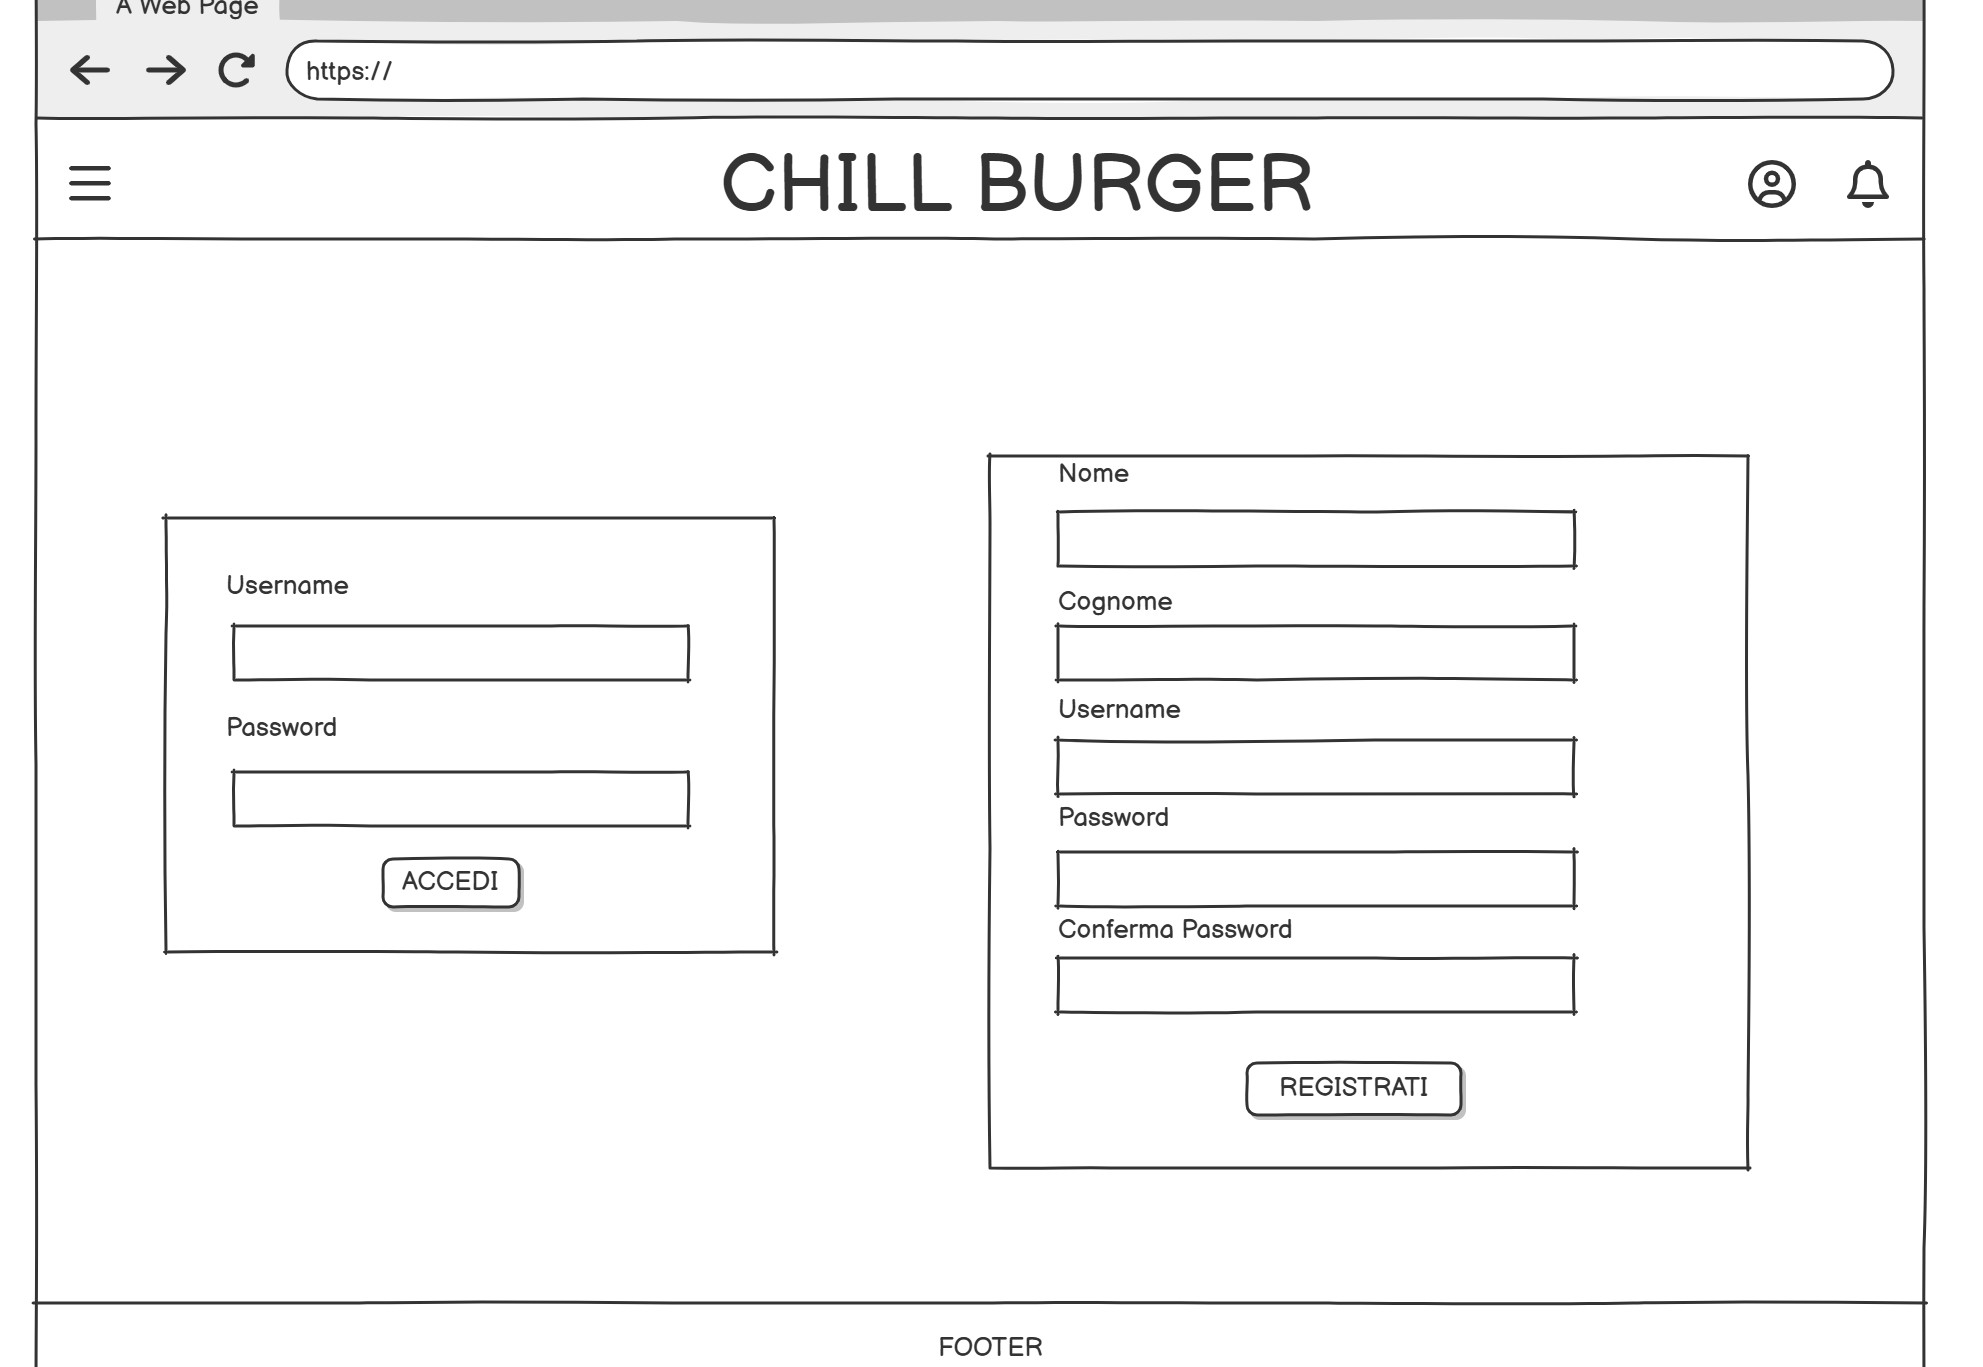 A Web Page
https://
CHILL BURGER
Username
Password
ACCEDI
Nome
Cognome
Username
Password
Conferma Password
REGISTRATI
FOOTER